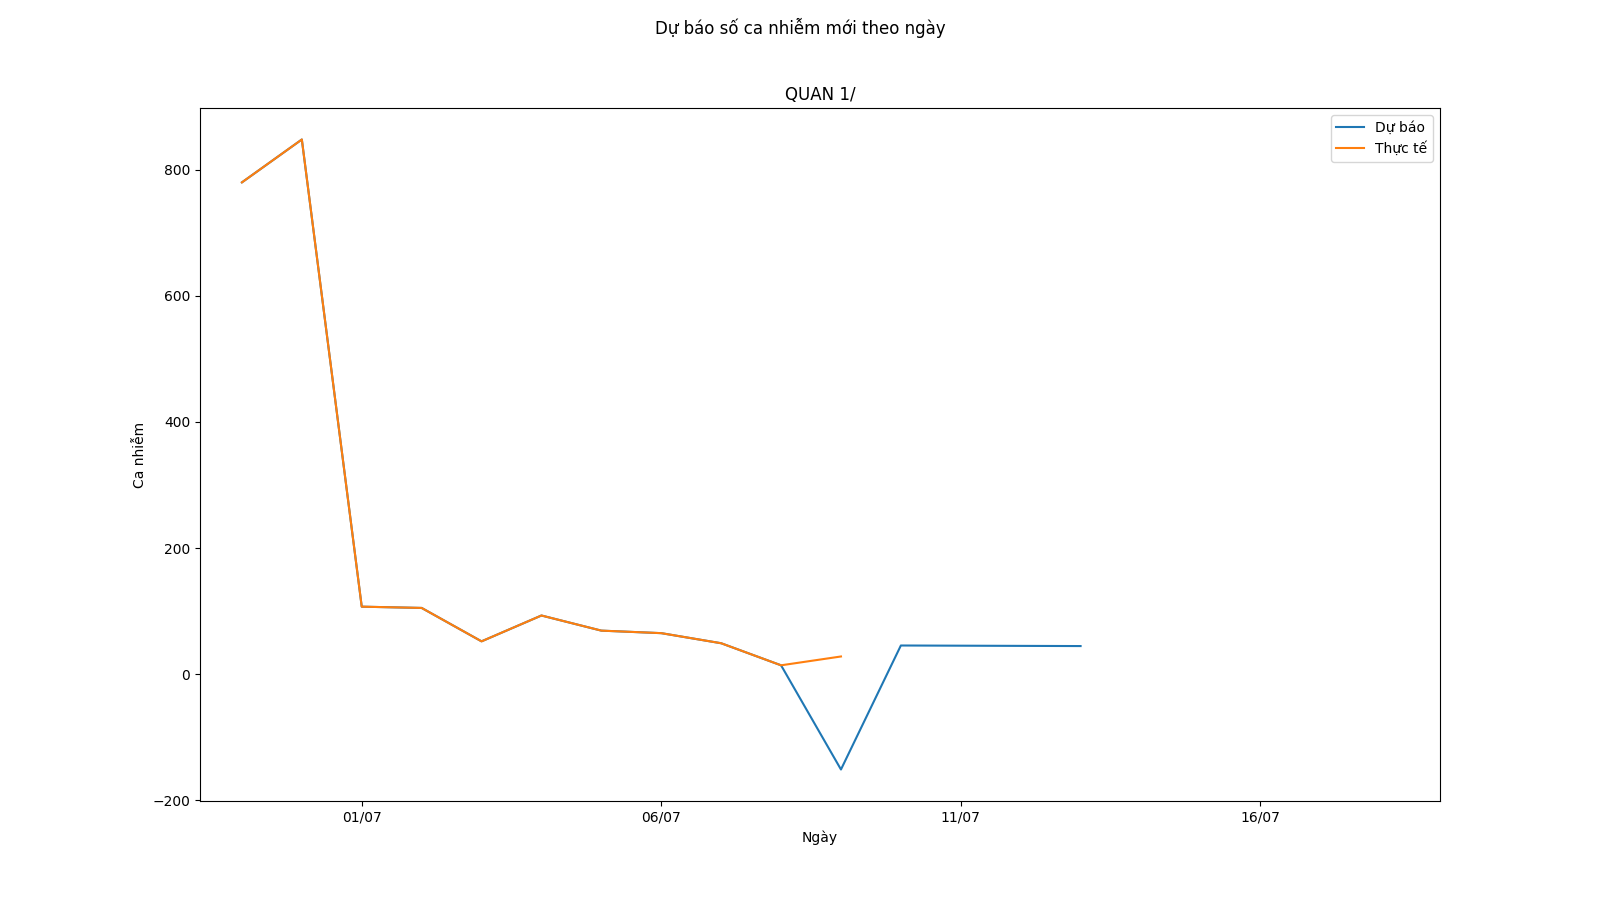 Dự báo số ca nhiễm mới theo ngày
QUAN 1/
Dự báo
Thực tế
800
600
400
200
0
−200
Ca nhiễm
01/07
06/07
11/07
16/07
Ngày